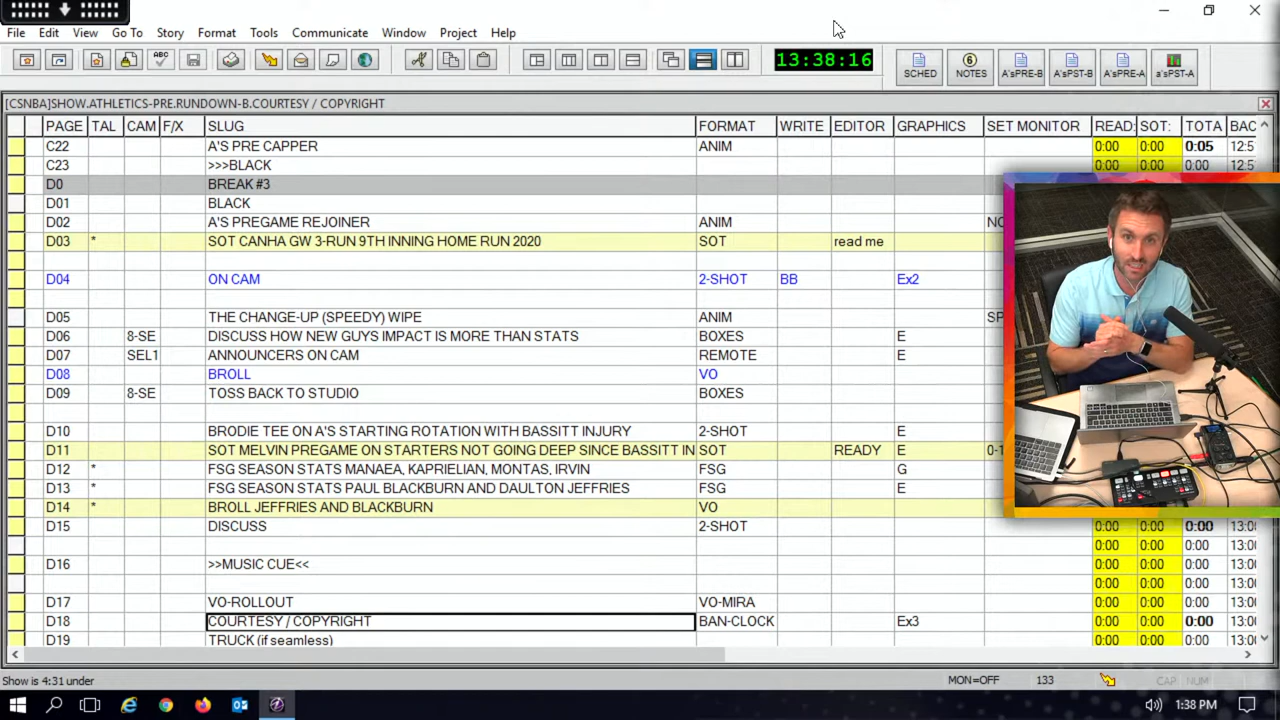 File Edit View Go To Story Format Tools Communicate Window Project Help
ABC 13:38:16 SCHED 6 NOTES A'sPRE-B A'sPST-B A'sPRE-A a'sPST-A
[CSNBA]SHOW.ATHLETICS-PRE.RUNDOWN-B.COURTESY / COPYRIGHT
PAGE TAL CAM F/X SLUG FORMAT WRITE EDITOR GRAPHICS SET MONITOR READ: SOT: TOTA BAC
C22 A'S PRE CAPPER ANIM 0:00 0:00 0:05 12:5
C23 >>>BLACK 0:00 0:00 0:00 12:5
D0 BREAK #3
D01 BLACK
D02 A'S PREGAME REJOINER ANIM NO
D03 * SOT CANHA GW 3-RUN 9TH INNING HOME RUN 2020 SOT read me
D04 ON CAM 2-SHOT BB Ex2
D05 THE CHANGE-UP (SPEEDY) WIPE ANIM SP
D06 8-SE DISCUSS HOW NEW GUYS IMPACT IS MORE THAN STATS BOXES E
D07 SEL1 ANNOUNCERS ON CAM REMOTE E
D08 BROLL VO
D09 8-SE TOSS BACK TO STUDIO BOXES
D10 BRODIE TEE ON A'S STARTING ROTATION WITH BASSITT INJURY 2-SHOT E
D11 SOT MELVIN PREGAME ON STARTERS NOT GOING DEEP SINCE BASSITT IN SOT READY E 0-1
D12 * FSG SEASON STATS MANAEA, KAPRIELIAN, MONTAS, IRVIN FSG G
D13 * FSG SEASON STATS PAUL BLACKBURN AND DAULTON JEFFRIES FSG E
D14 * BROLL JEFFRIES AND BLACKBURN VO
D15 DISCUSS 2-SHOT 0:00 0:00 0:00 13:0
0:00 0:00 0:00 13:0
D16 >>MUSIC CUE<< 0:00 0:00 0:00 13:0
0:00 0:00 0:00 13:0
D17 VO-ROLLOUT VO-MIRA 0:00 0:00 0:00 13:0
D18 COURTESY / COPYRIGHT BAN-CLOCK Ex3 0:00 0:00 0:00 13:0
D19 TRUCK (if seamless) 0:00 0:00 0:00 13:0
Show is 4:31 under MON=OFF 133 CAP NUM
1:38 PM